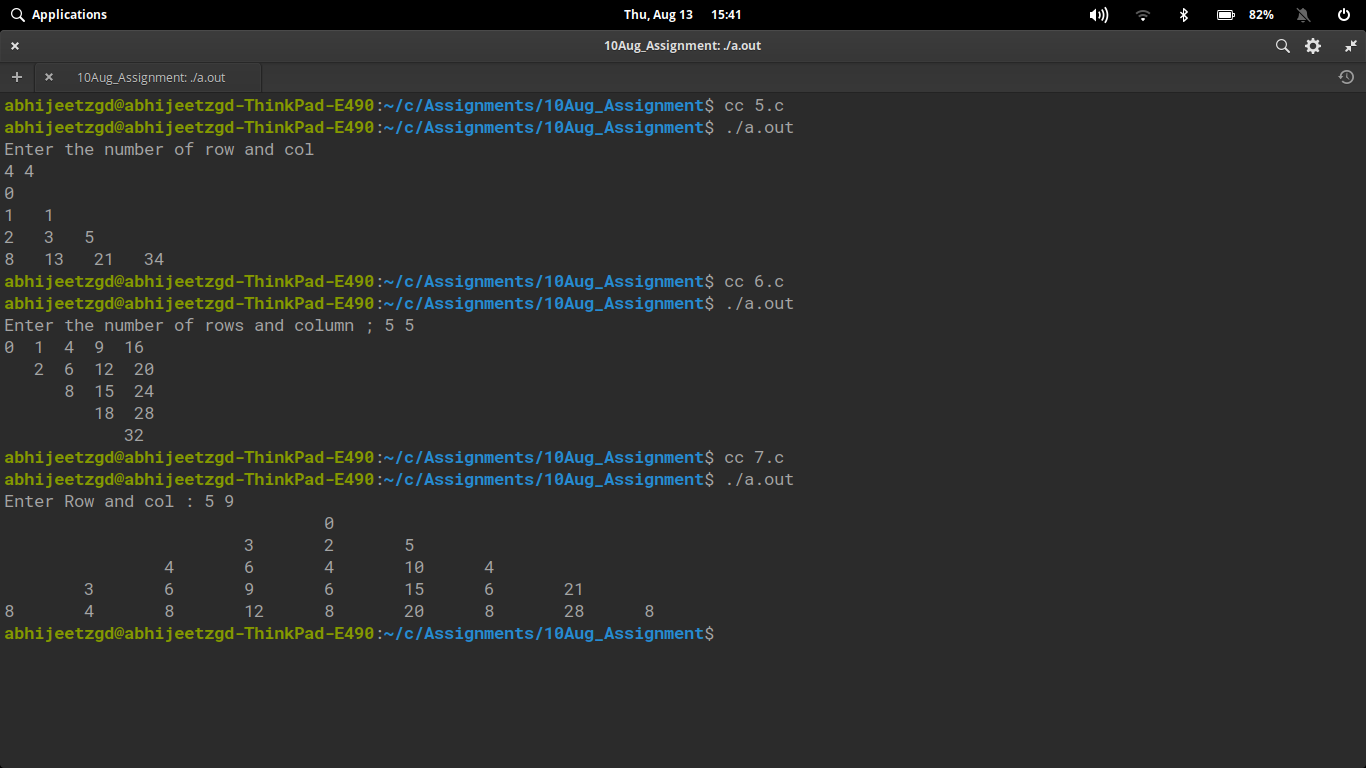 Applications Thu, Aug 13 15:41 82%
10Aug_Assignment: ./a.out
10Aug_Assignment: ./a.out
abhijeetzgd@abhijeetzgd-ThinkPad-E490:~/c/Assignments/10Aug_Assignment$ cc 5.c
abhijeetzgd@abhijeetzgd-ThinkPad-E490:~/c/Assignments/10Aug_Assignment$ ./a.out
Enter the number of row and col
4 4
0
1   1
2   3   5
8   13   21   34
abhijeetzgd@abhijeetzgd-ThinkPad-E490:~/c/Assignments/10Aug_Assignment$ cc 6.c
abhijeetzgd@abhijeetzgd-ThinkPad-E490:~/c/Assignments/10Aug_Assignment$ ./a.out
Enter the number of rows and column ; 5 5
0  1  4  9  16
   2  6  12  20
      8  15  24
         18  28
            32
abhijeetzgd@abhijeetzgd-ThinkPad-E490:~/c/Assignments/10Aug_Assignment$ cc 7.c
abhijeetzgd@abhijeetzgd-ThinkPad-E490:~/c/Assignments/10Aug_Assignment$ ./a.out
Enter Row and col : 5 9
                                0
                        3       2       5
                4       6       4       10      4
        3       6       9       6       15      6       21
8       4       8       12      8       20      8       28      8
abhijeetzgd@abhijeetzgd-ThinkPad-E490:~/c/Assignments/10Aug_Assignment$